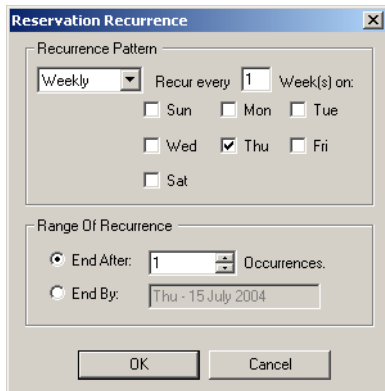 Reservation Recurrence
Recurrence Pattern
Weekly Recur every 1 Week(s) on:
Sun Mon Tue
Wed Thu Fri
Sat
Range Of Recurrence
End After: 1 Occurrences.
End By: Thu - 15 July 2004
OK Cancel